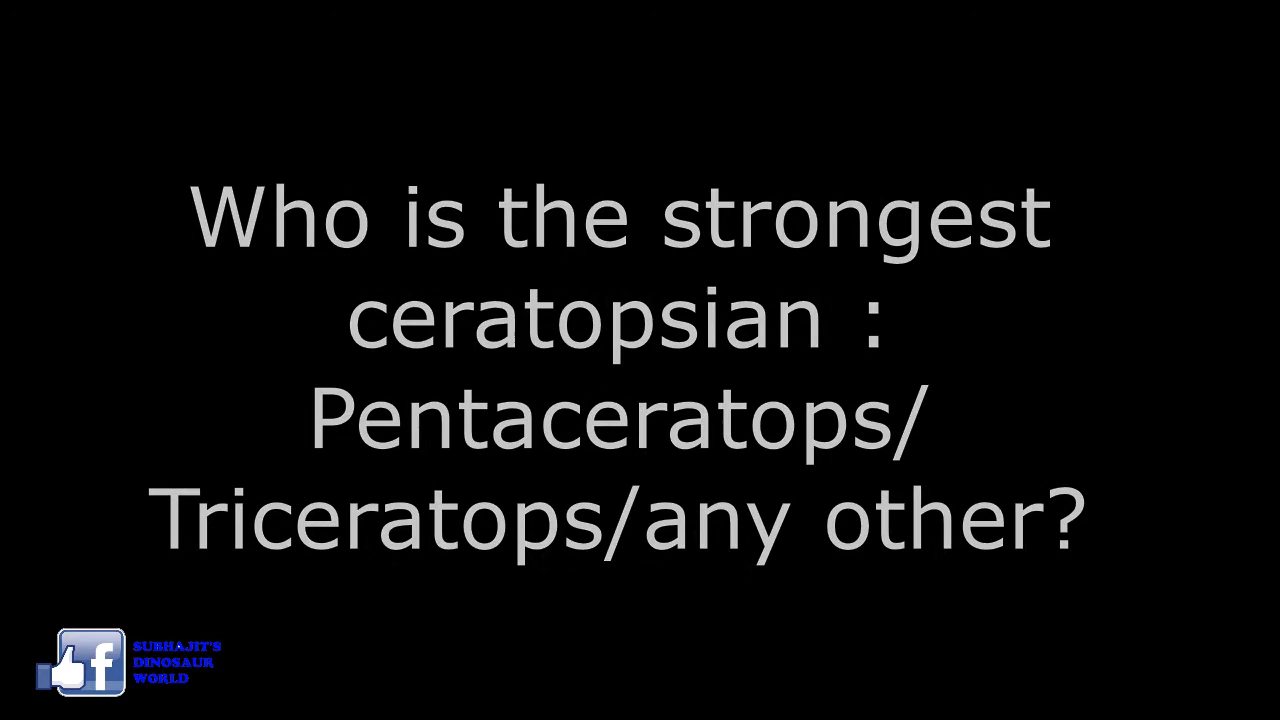 Who is the strongest
ceratopsian :
Pentaceratops/
Triceratops/any other?
f
SUBHAJIT'S
DINOSAUR
WORLD